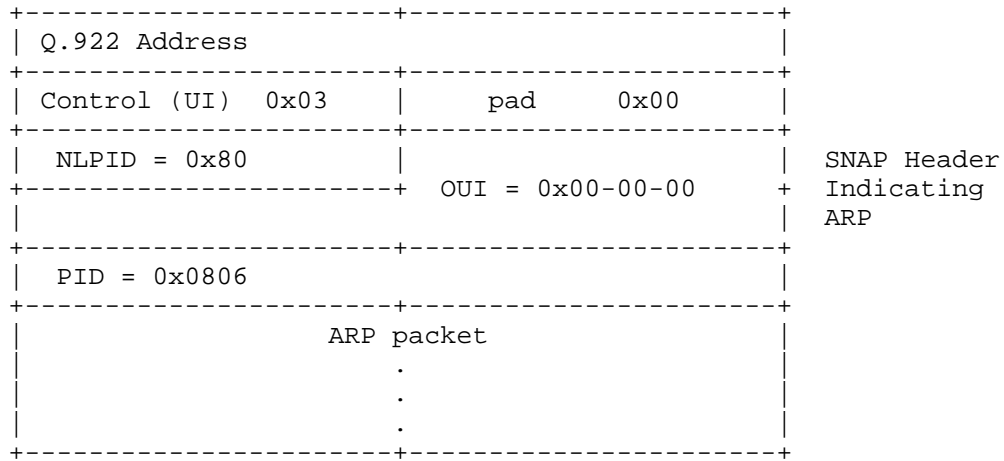 +-----------------------+-----------------------+
| Q.922 Address                                 |
+-----------------------+-----------------------+
| Control (UI)  0x03    |     pad     0x00      |
+-----------------------+-----------------------+
|  NLPID = 0x80         |                       |  SNAP Header
+-----------------------+  OUI = 0x00-00-00     +  Indicating
|                                               |  ARP
+-----------------------+-----------------------+
|  PID = 0x0806                                 |
+-----------------------+-----------------------+
|                   ARP packet                  |
|                       .                       |
|                       .                       |
|                       .                       |
+-----------------------+-----------------------+